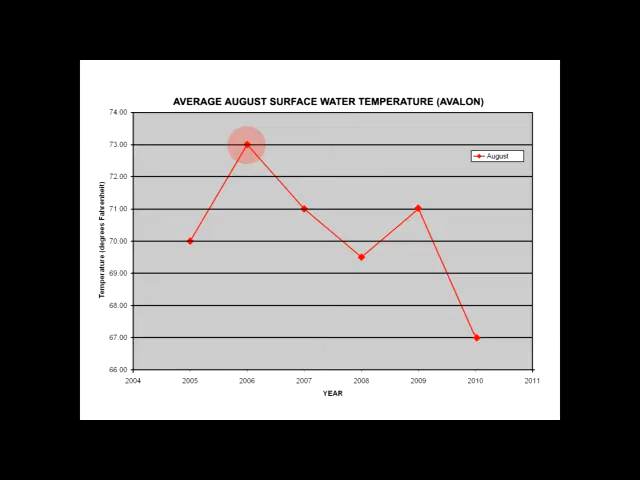 AVERAGE AUGUST SURFACE WATER TEMPERATURE (AVALON)
74.00
73.00
72.00
71.00
70.00
69.00
68.00
67.00
66.00
Temperature (degrees Fahrenheit)
August
2004 2005 2006 2007 2008 2009 2010 2011
YEAR